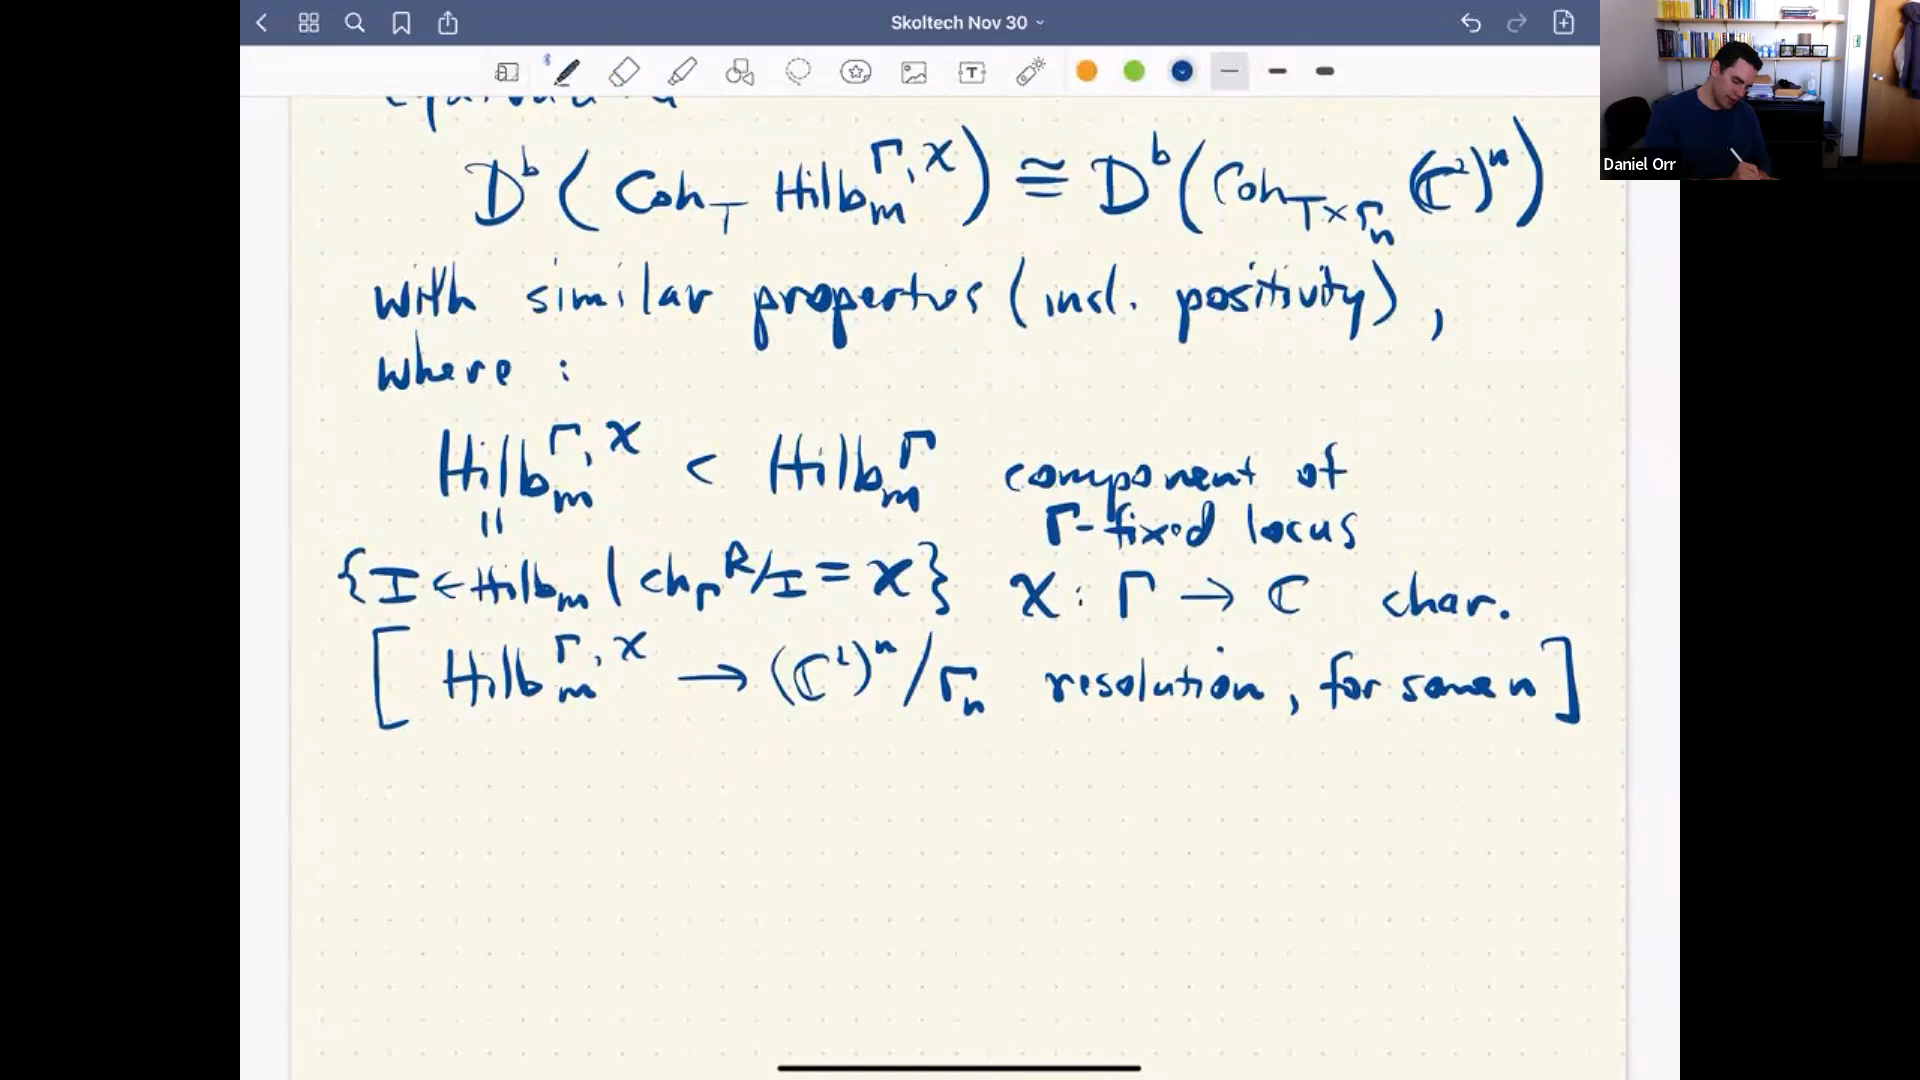 Skoltech Nov 30
Daniel Orr
D^b(Coh_T Hilb_m^{Γ,χ}) ≅ D^b(Coh_{T×Γ_n}(ℂ²)^n)
with similar properties (incl. positivity),
where :
Hilb_m^{Γ,χ} ⊂ Hilb_m^Γ component of
Γ-fixed locus
||
{I ∈ Hilb_m | ch_Γ R/I = χ} χ : Γ → ℂ char.
[Hilb_m^{Γ,χ} → (ℂ²)^n/Γ_n resolution, for some n]